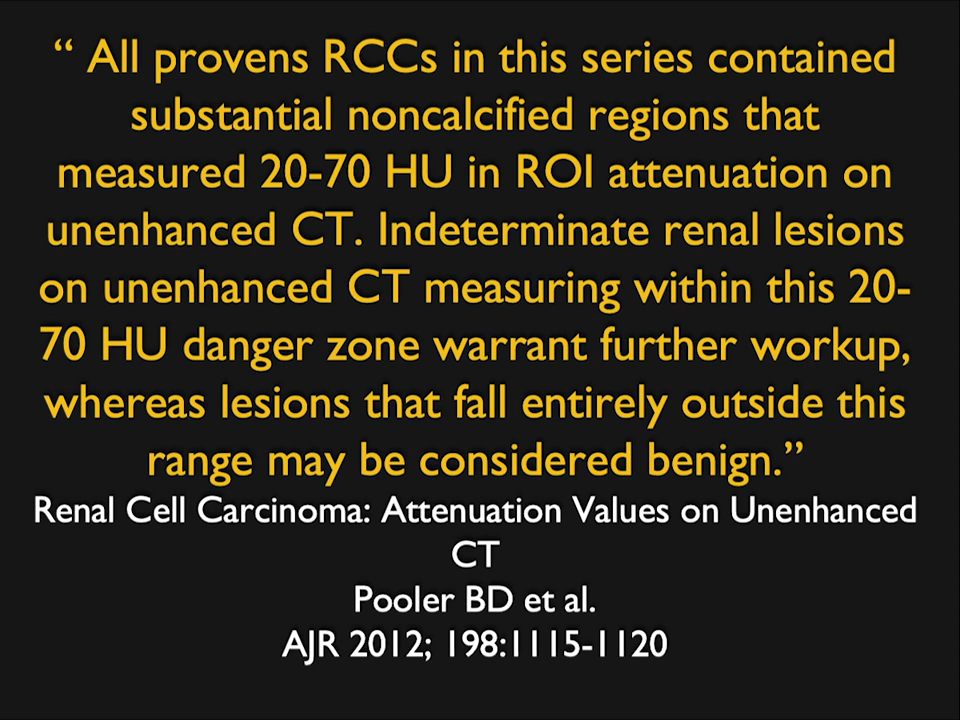 “ All provens RCCs in this series contained
substantial noncalcified regions that
measured 20-70 HU in ROI attenuation on
unenhanced CT. Indeterminate renal lesions
on unenhanced CT measuring within this 20-
70 HU danger zone warrant further workup,
whereas lesions that fall entirely outside this
range may be considered benign.”
Renal Cell Carcinoma: Attenuation Values on Unenhanced
CT
Pooler BD et al.
AJR 2012; 198:1115-1120